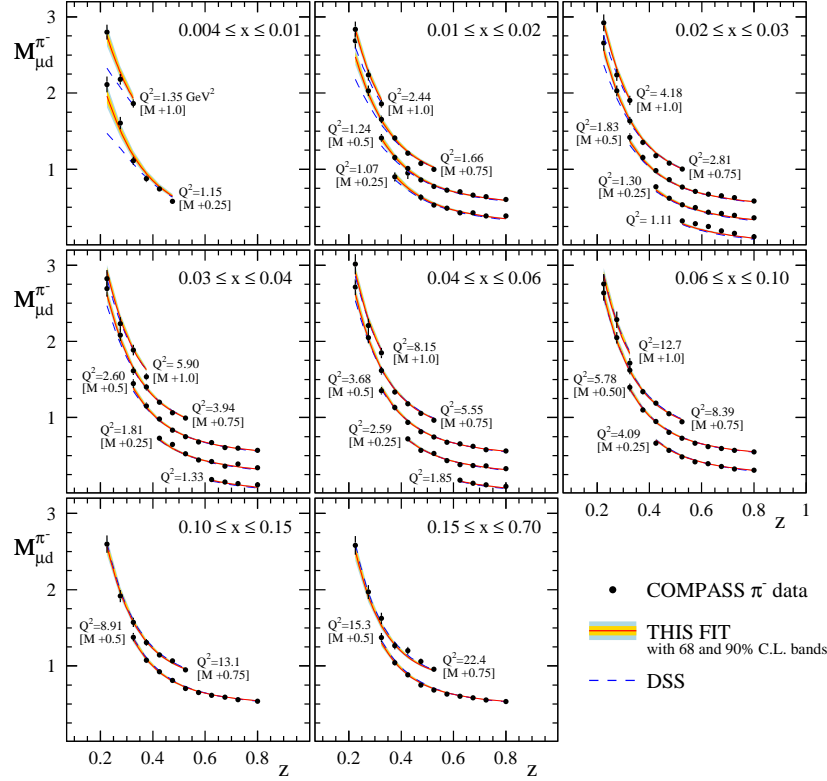 M_{μd}^{π^-}
3
2
1
0.004 ≤ x ≤ 0.01
Q²=1.35 GeV²
[M +1.0]
Q²=1.15
[M +0.25]
0.01 ≤ x ≤ 0.02
Q²=2.44
[M +1.0]
Q²=1.24
[M +0.5]
Q²=1.66
[M +0.75]
Q²=1.07
[M +0.25]
0.02 ≤ x ≤ 0.03
Q²= 4.18
[M +1.0]
Q²=1.83
[M +0.5]
Q²=2.81
[M +0.75]
Q²=1.30
[M +0.25]
Q²= 1.11
M_{μd}^{π^-}
3
2
1
0.03 ≤ x ≤ 0.04
Q²= 5.90
[M +1.0]
Q²=2.60
[M +0.5]
Q²=3.94
[M +0.75]
Q²=1.81
[M +0.25]
Q²=1.33
0.04 ≤ x ≤ 0.06
Q²=8.15
[M +1.0]
Q²=3.68
[M +0.5]
Q²=5.55
[M +0.75]
Q²=2.59
[M +0.25]
Q²=1.85
0.06 ≤ x ≤ 0.10
Q²=12.7
[M +1.0]
Q²=5.78
[M +0.50]
Q²=8.39
[M +0.75]
Q²=4.09
[M +0.25]
0.2 0.4 0.6 0.8 1
z
M_{μd}^{π^-}
3
2
1
0.10 ≤ x ≤ 0.15
Q²=8.91
[M +0.5]
Q²=13.1
[M +0.75]
0.2 0.4 0.6 0.8
z
0.15 ≤ x ≤ 0.70
Q²=15.3
[M +0.5]
Q²=22.4
[M +0.75]
0.2 0.4 0.6 0.8
z
COMPASS π^- data
THIS FIT
with 68 and 90% C.L. bands
DSS